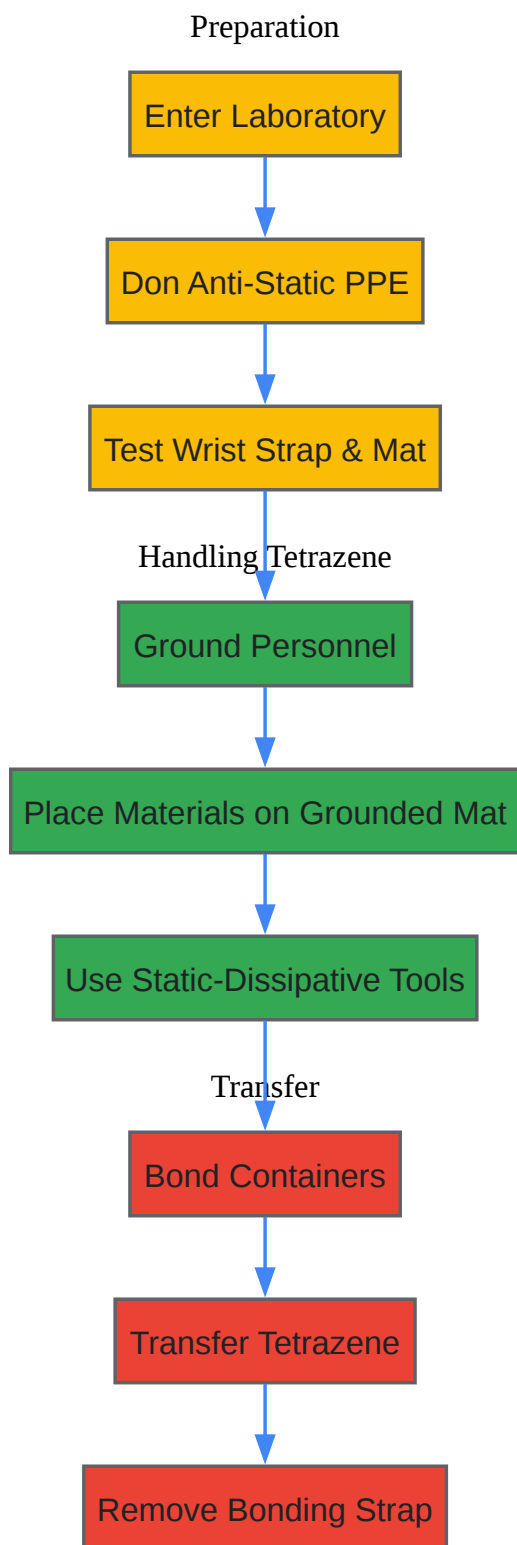 Preparation
Enter Laboratory
Don Anti-Static PPE
Test Wrist Strap & Mat
Handling Tetrazene
Ground Personnel
Place Materials on Grounded Mat
Use Static-Dissipative Tools
Transfer
Bond Containers
Transfer Tetrazene
Remove Bonding Strap